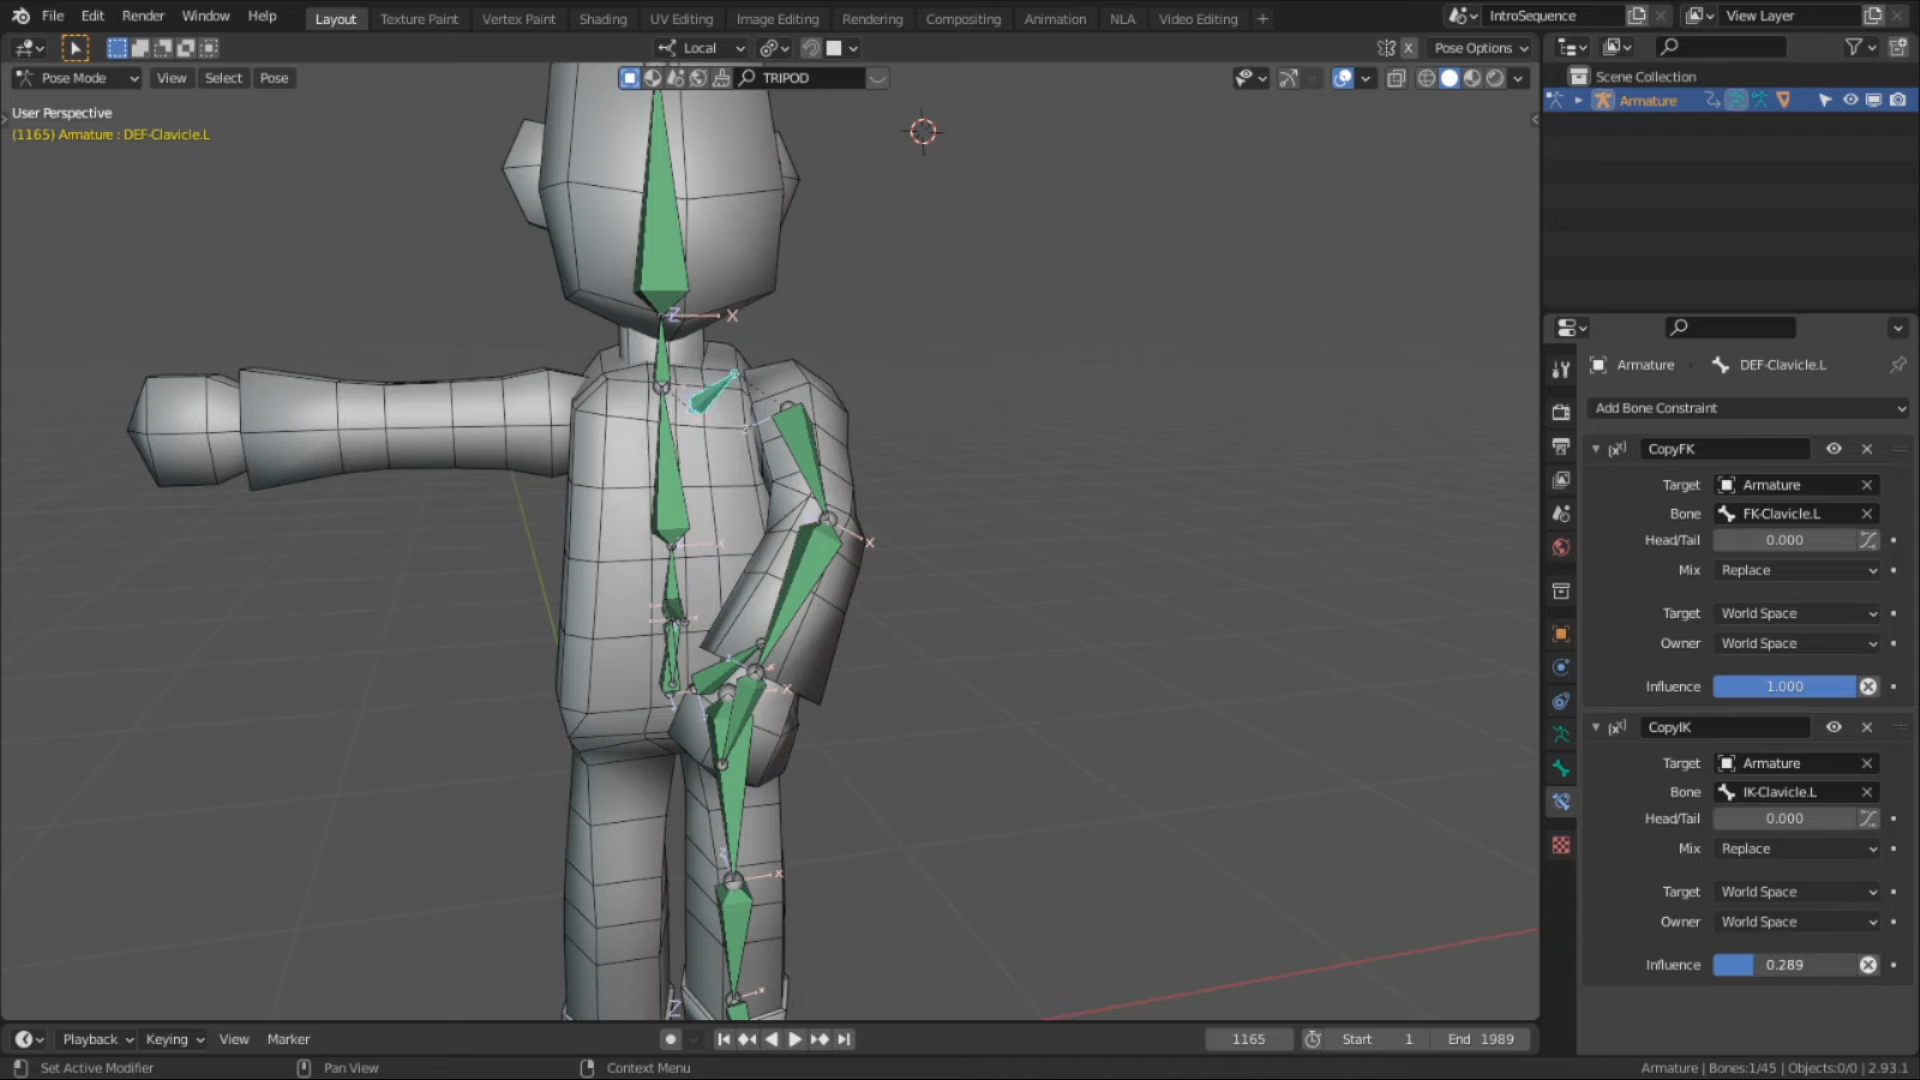 File Edit Render Window Help Layout Texture Paint Vertex Paint Shading UV Editing Image Editing Rendering Compositing Animation NLA Video Editing + IntroSequence View Layer
Local X Pose Options
Pose Mode View Select Pose TRIPOD
Scene Collection
Armature
User Perspective
(1165) Armature : DEF-Clavicle.L
Z X
X
X
X
X
Z
Z
Armature DEF-Clavicle.L
Add Bone Constraint
CopyFK
Target Armature
Bone FK-Clavicle.L
Head/Tail 0.000
Mix Replace
Target World Space
Owner World Space
Influence 1.000
CopyIK
Target Armature
Bone IK-Clavicle.L
Head/Tail 0.000
Mix Replace
Target World Space
Owner World Space
Influence 0.289
Playback Keying View Marker 1165 Start 1 End 1989
Set Active Modifier Pan View Context Menu Armature | Bones:1/45 | Objects:0/0 | 2.93.1